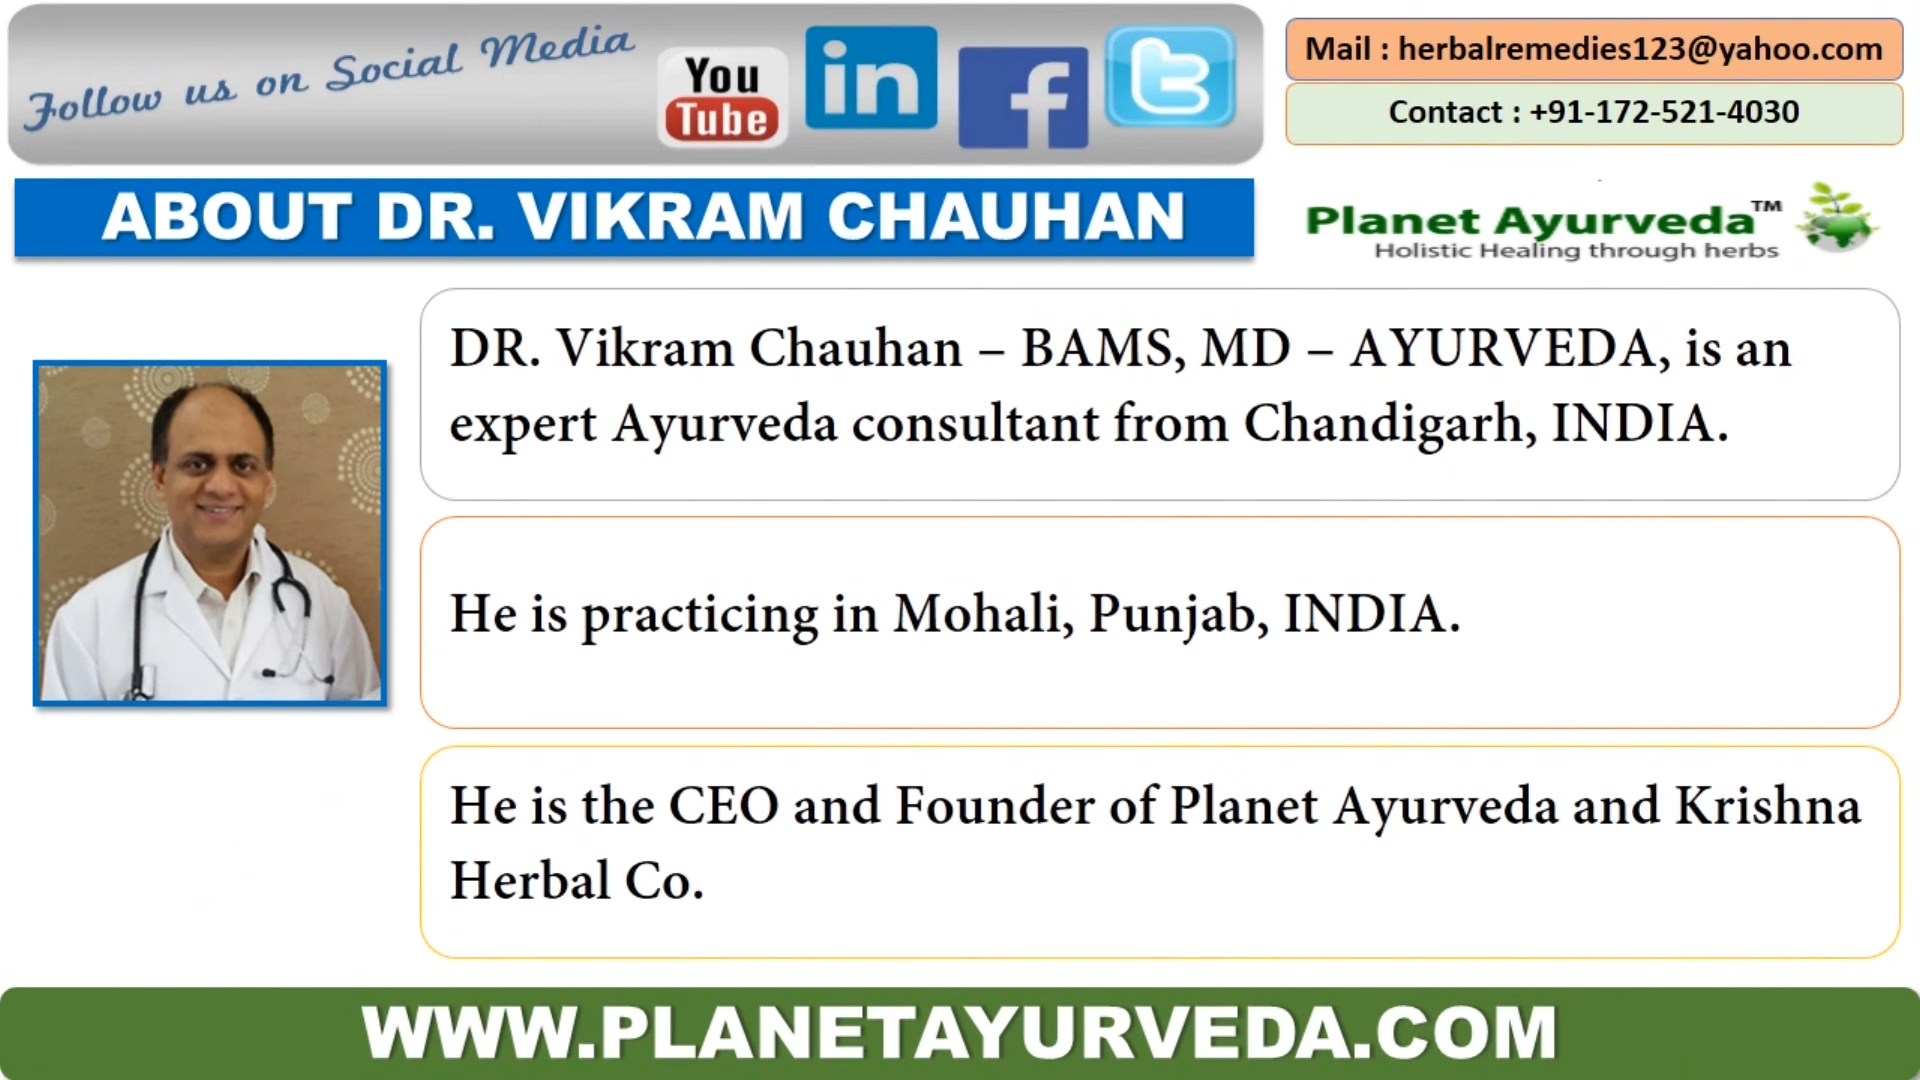 Follow us on Social Media
You
Tube
in
f
t
Mail : herbalremedies123@yahoo.com
Contact : +91-172-521-4030
ABOUT DR. VIKRAM CHAUHAN
Planet Ayurveda™
Holistic Healing through herbs
DR. Vikram Chauhan – BAMS, MD – AYURVEDA, is an
expert Ayurveda consultant from Chandigarh, INDIA.
He is practicing in Mohali, Punjab, INDIA.
He is the CEO and Founder of Planet Ayurveda and Krishna
Herbal Co.
WWW.PLANETAYURVEDA.COM